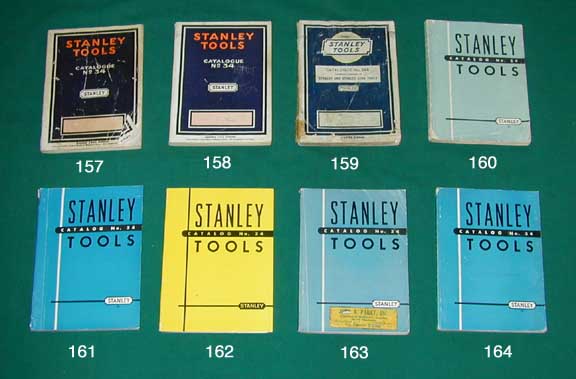 STANLEY
TOOLS
CATALOGUE
No 34
STANLEY
157
STANLEY
TOOLS
CATALOGUE
No 34
STANLEY
158
STANLEY
TOOLS
CATALOGUE No.
159
STANLEY
CATALOG No. 34
TOOLS
STANLEY
160
STANLEY
CATALOG No. 34
TOOLS
161
STANLEY
CATALOG No. 34
TOOLS
STANLEY
162
STANLEY
CATALOG No. 34
TOOLS
STANLEY
163
STANLEY
CATALOG No. 34
TOOLS
STANLEY
164